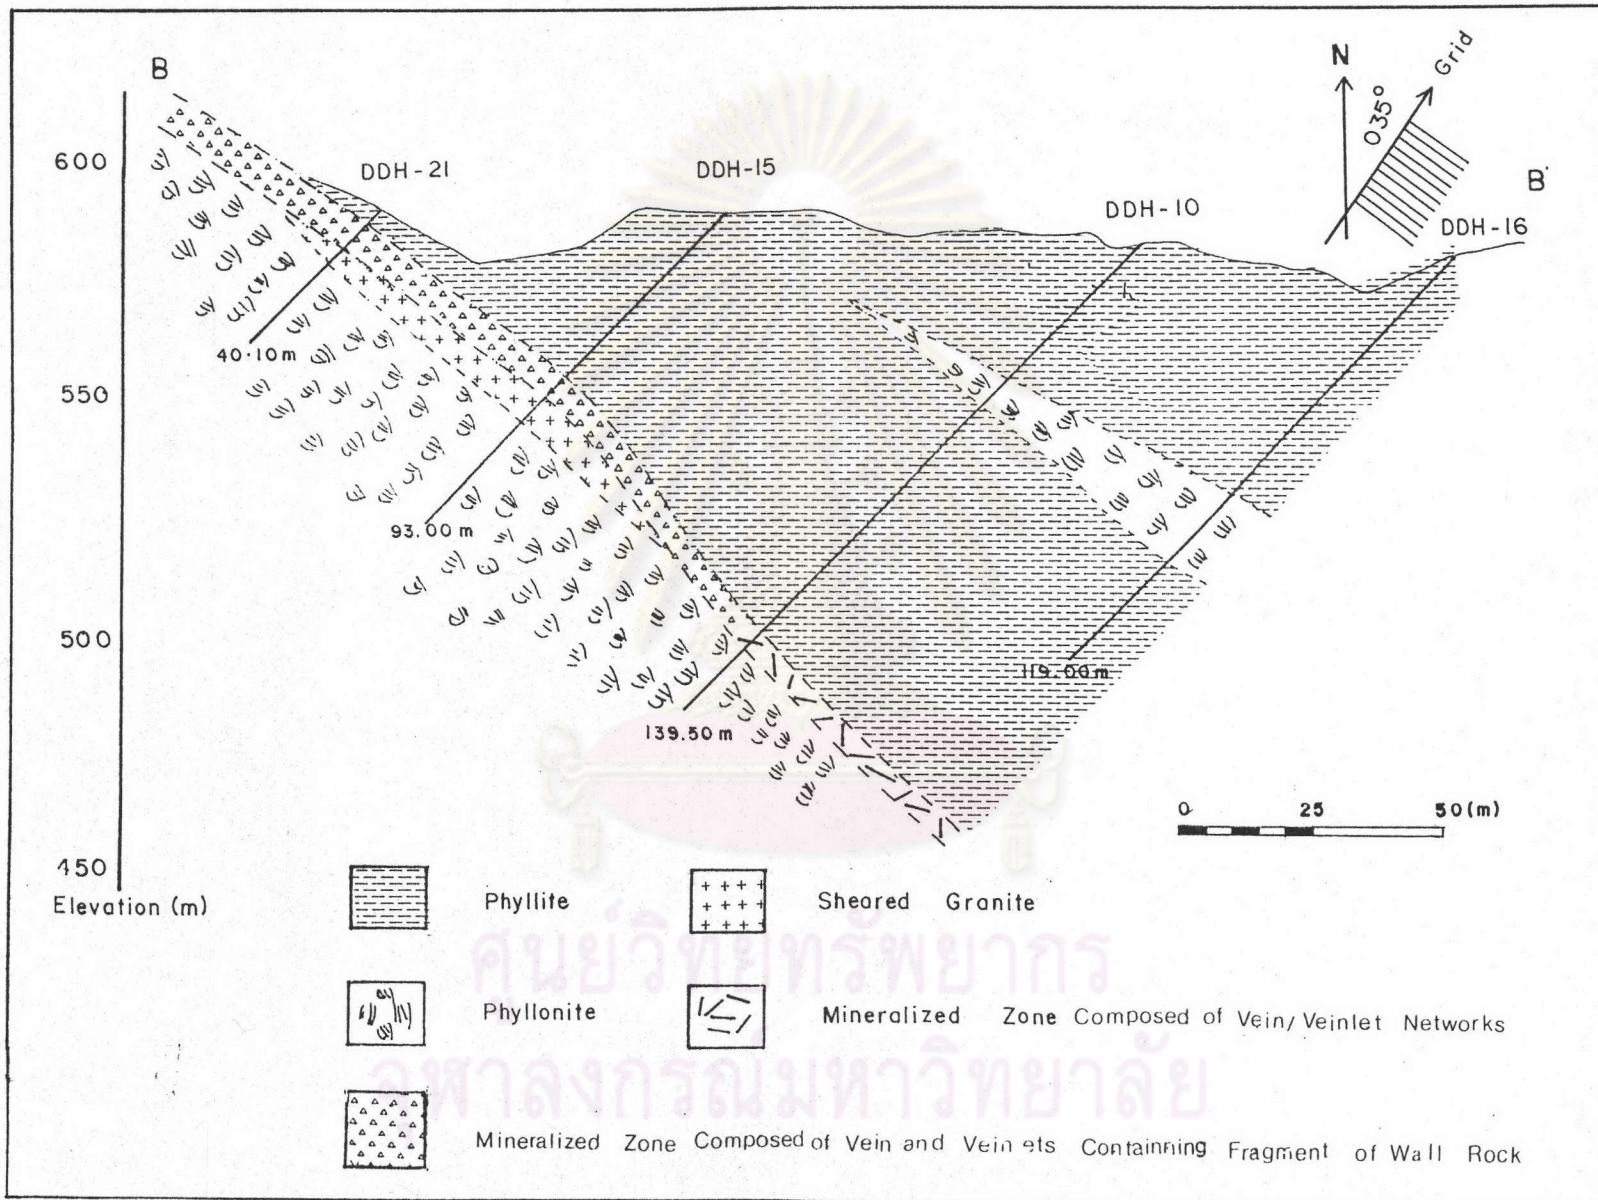 B
N
Grid
035°
B'
600
DDH-21
DDH-15
DDH-10
DDH-16
40.10 m
550
93.00 m
500
119.00 m
139.50 m
0 25 50 (m)
450
Elevation (m)
Phyllite
Sheared Granite
ศูนย์วิทยทรัพยากร
Phyllonite
Mineralized Zone Composed of Vein/Veinlet Networks
จุฬาลงกรณ์มหาวิทยาลัย
Mineralized Zone Composed of Vein and Vein ets Containning Fragment of Wall Rock